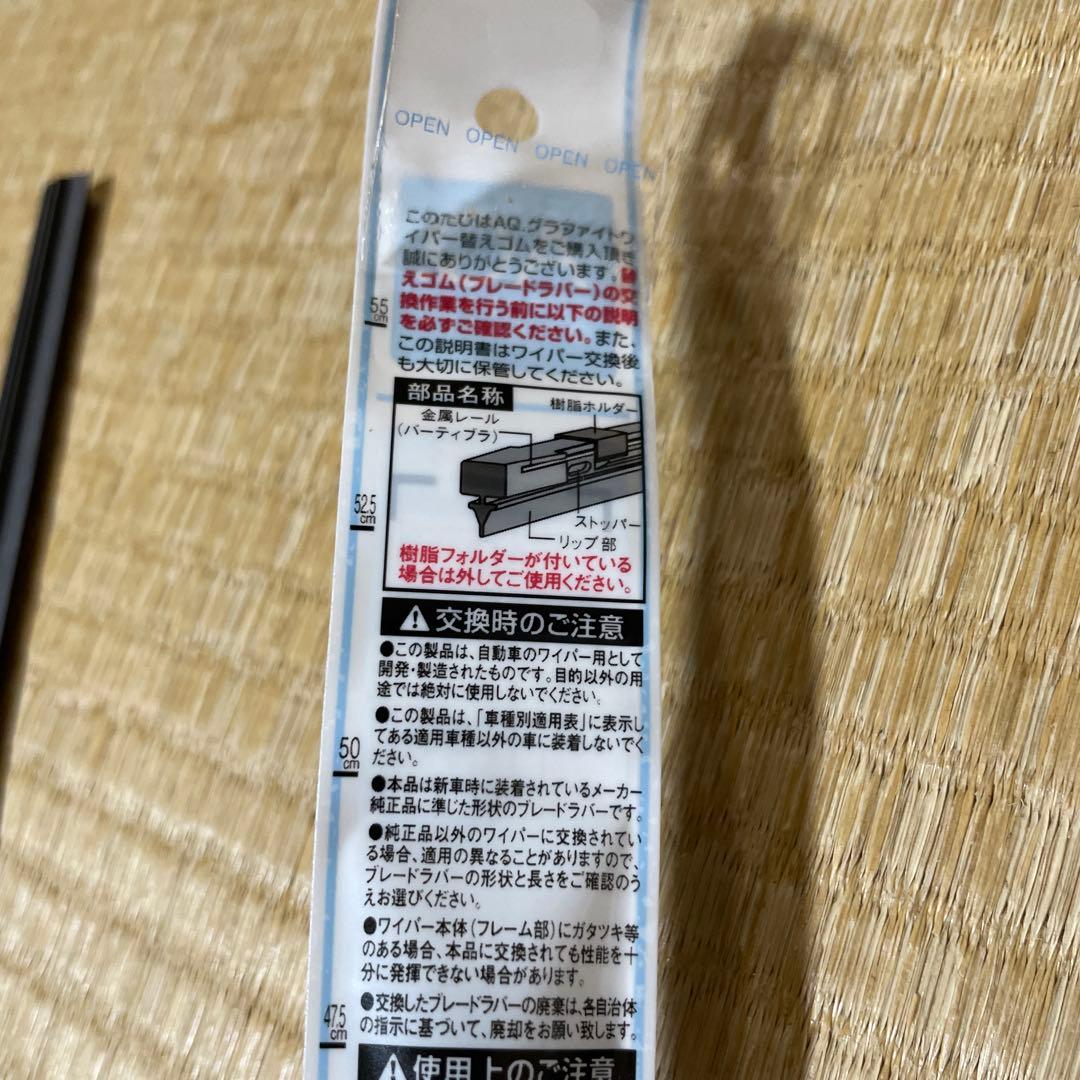 OPEN OPEN OPEN OPEN
このたびはAQ.グラファイトワ
イパー替えゴムをご購入頂き
誠にありがとうございます。替
えゴム(ブレードラバー)の交
換作業を行う前に以下の説明
を必ずご確認ください。また、
この説明書はワイパー交換後
も大切に保管してください。
55
cm
部品名称
金属レール
(バーティブラ)
樹脂ホルダー
ストッパー
リップ部
樹脂フォルダーが付いている
場合は外してご使用ください。
52.5
cm
交換時のご注意
●この製品は、自動車のワイパー用として
開発・製造されたものです。目的以外の用
途では絶対に使用しないでください。
●この製品は、「車種別適用表」に表示し
てある適用車種以外の車に装着しないでく
ださい。
50
cm
●本品は新車時に装着されているメーカー
純正品に準じた形状のブレードラバーです。
●純正品以外のワイパーに交換されてい
る場合、適用の異なることがありますので、
ブレードラバーの形状と長さをご確認のう
えお選びください。
●ワイパー本体(フレーム部)にガタツキ等
のある場合、本品に交換されても性能を十
分に発揮できない場合があります。
●交換したブレードラバーの廃棄は、各自治体
の指示に基づいて、廃却をお願い致します。
47.5
cm
使用上のご注意